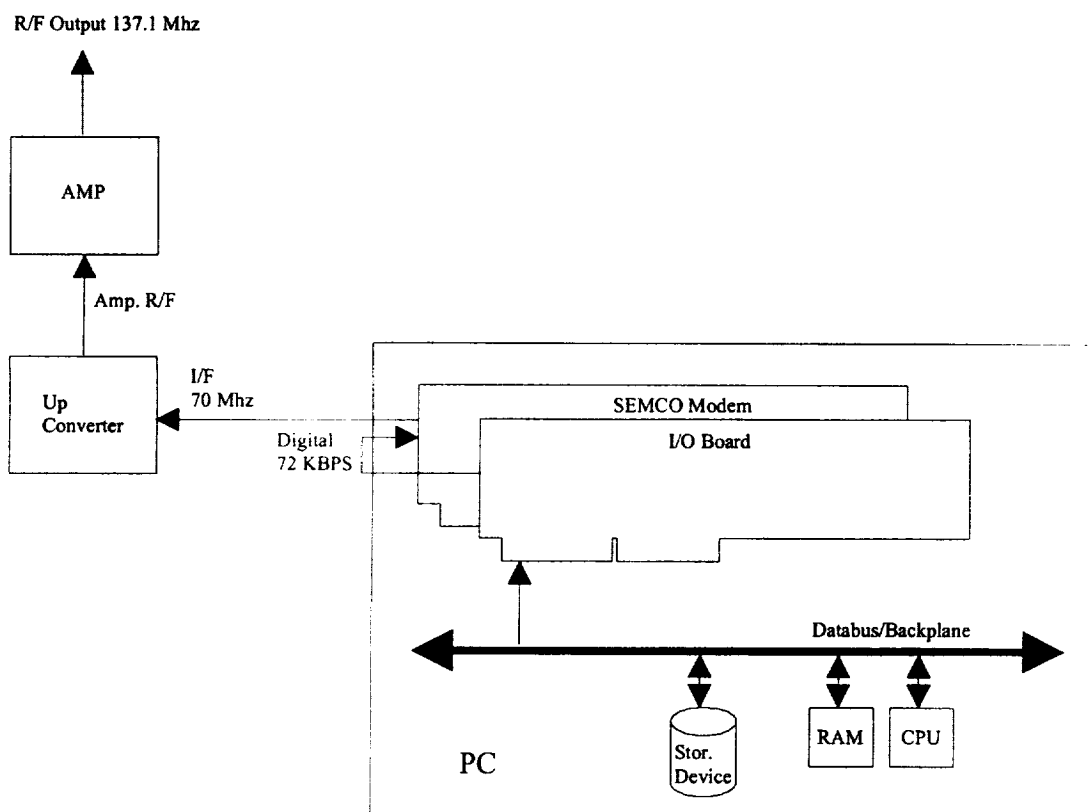 R/F Output 137.1 Mhz
AMP
Amp. R/F
Up
Converter
I/F
70 Mhz
Digital
72 KBPS
SEMCO Modem
I/O Board
Databus/Backplane
Stor.
Device
RAM
CPU
PC